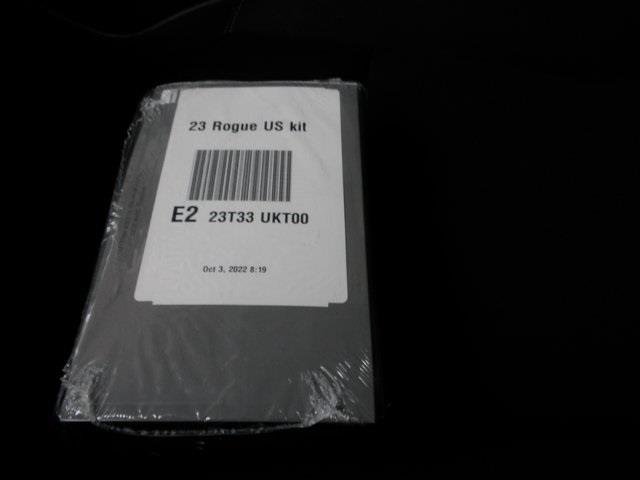 23 Rogue US kit
E2 23T33 UKT00
Oct 3, 2022 8:19